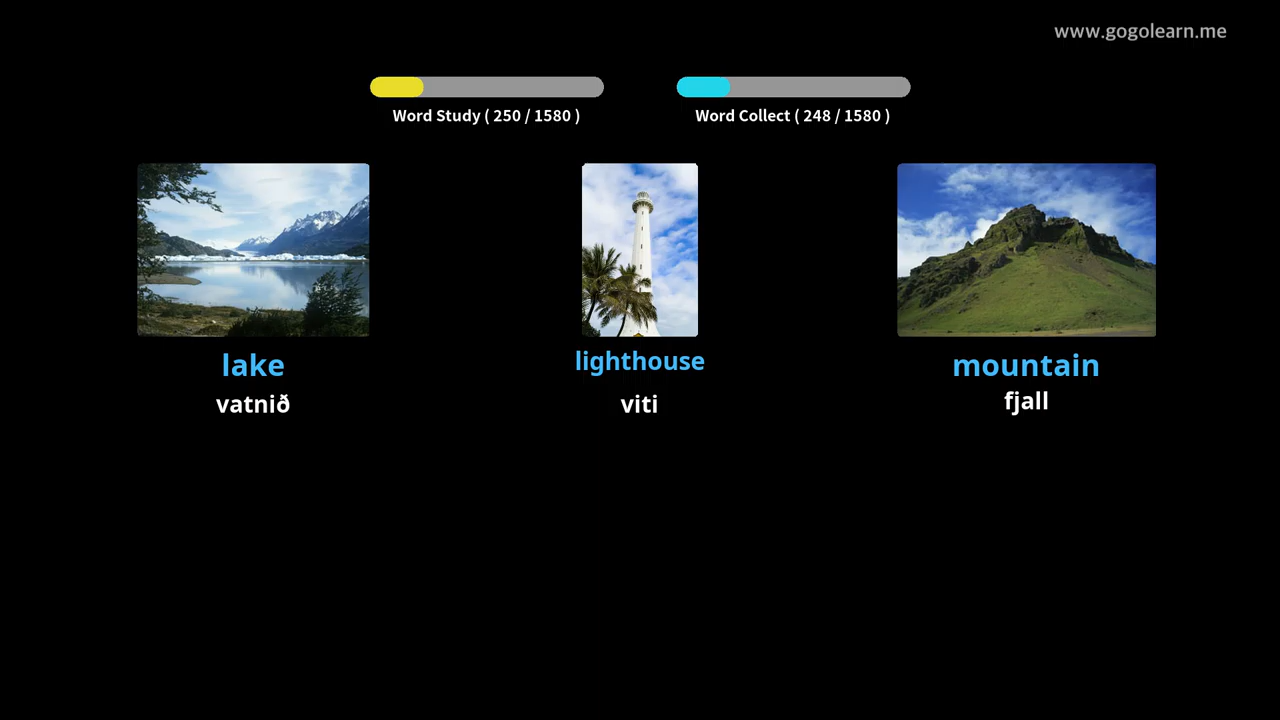 www.gogolearn.me
Word Study ( 250 / 1580 )
Word Collect ( 248 / 1580 )
lake
vatnið
lighthouse
viti
mountain
fjall